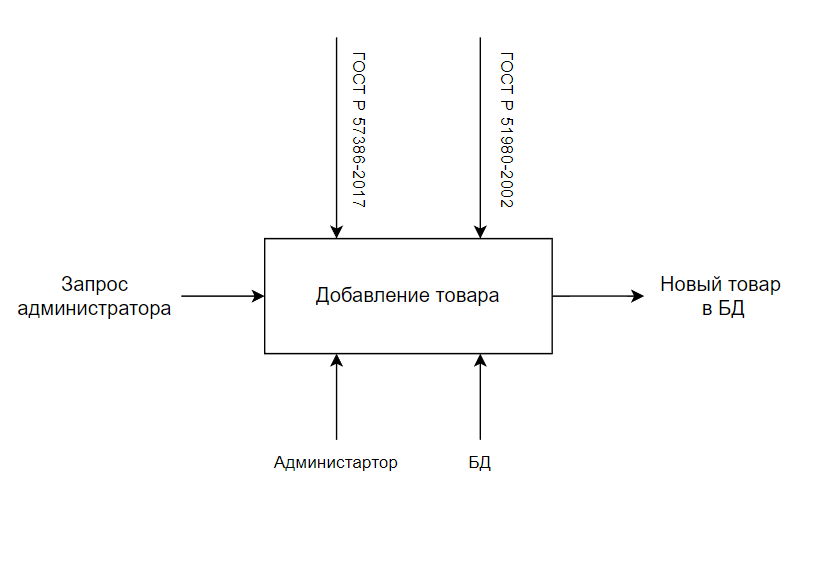 ГОСТ Р 57386-2017
ГОСТ Р 51980-2002
Запрос
администратора
Добавление товара
Новый товар
в БД
Администартор
БД